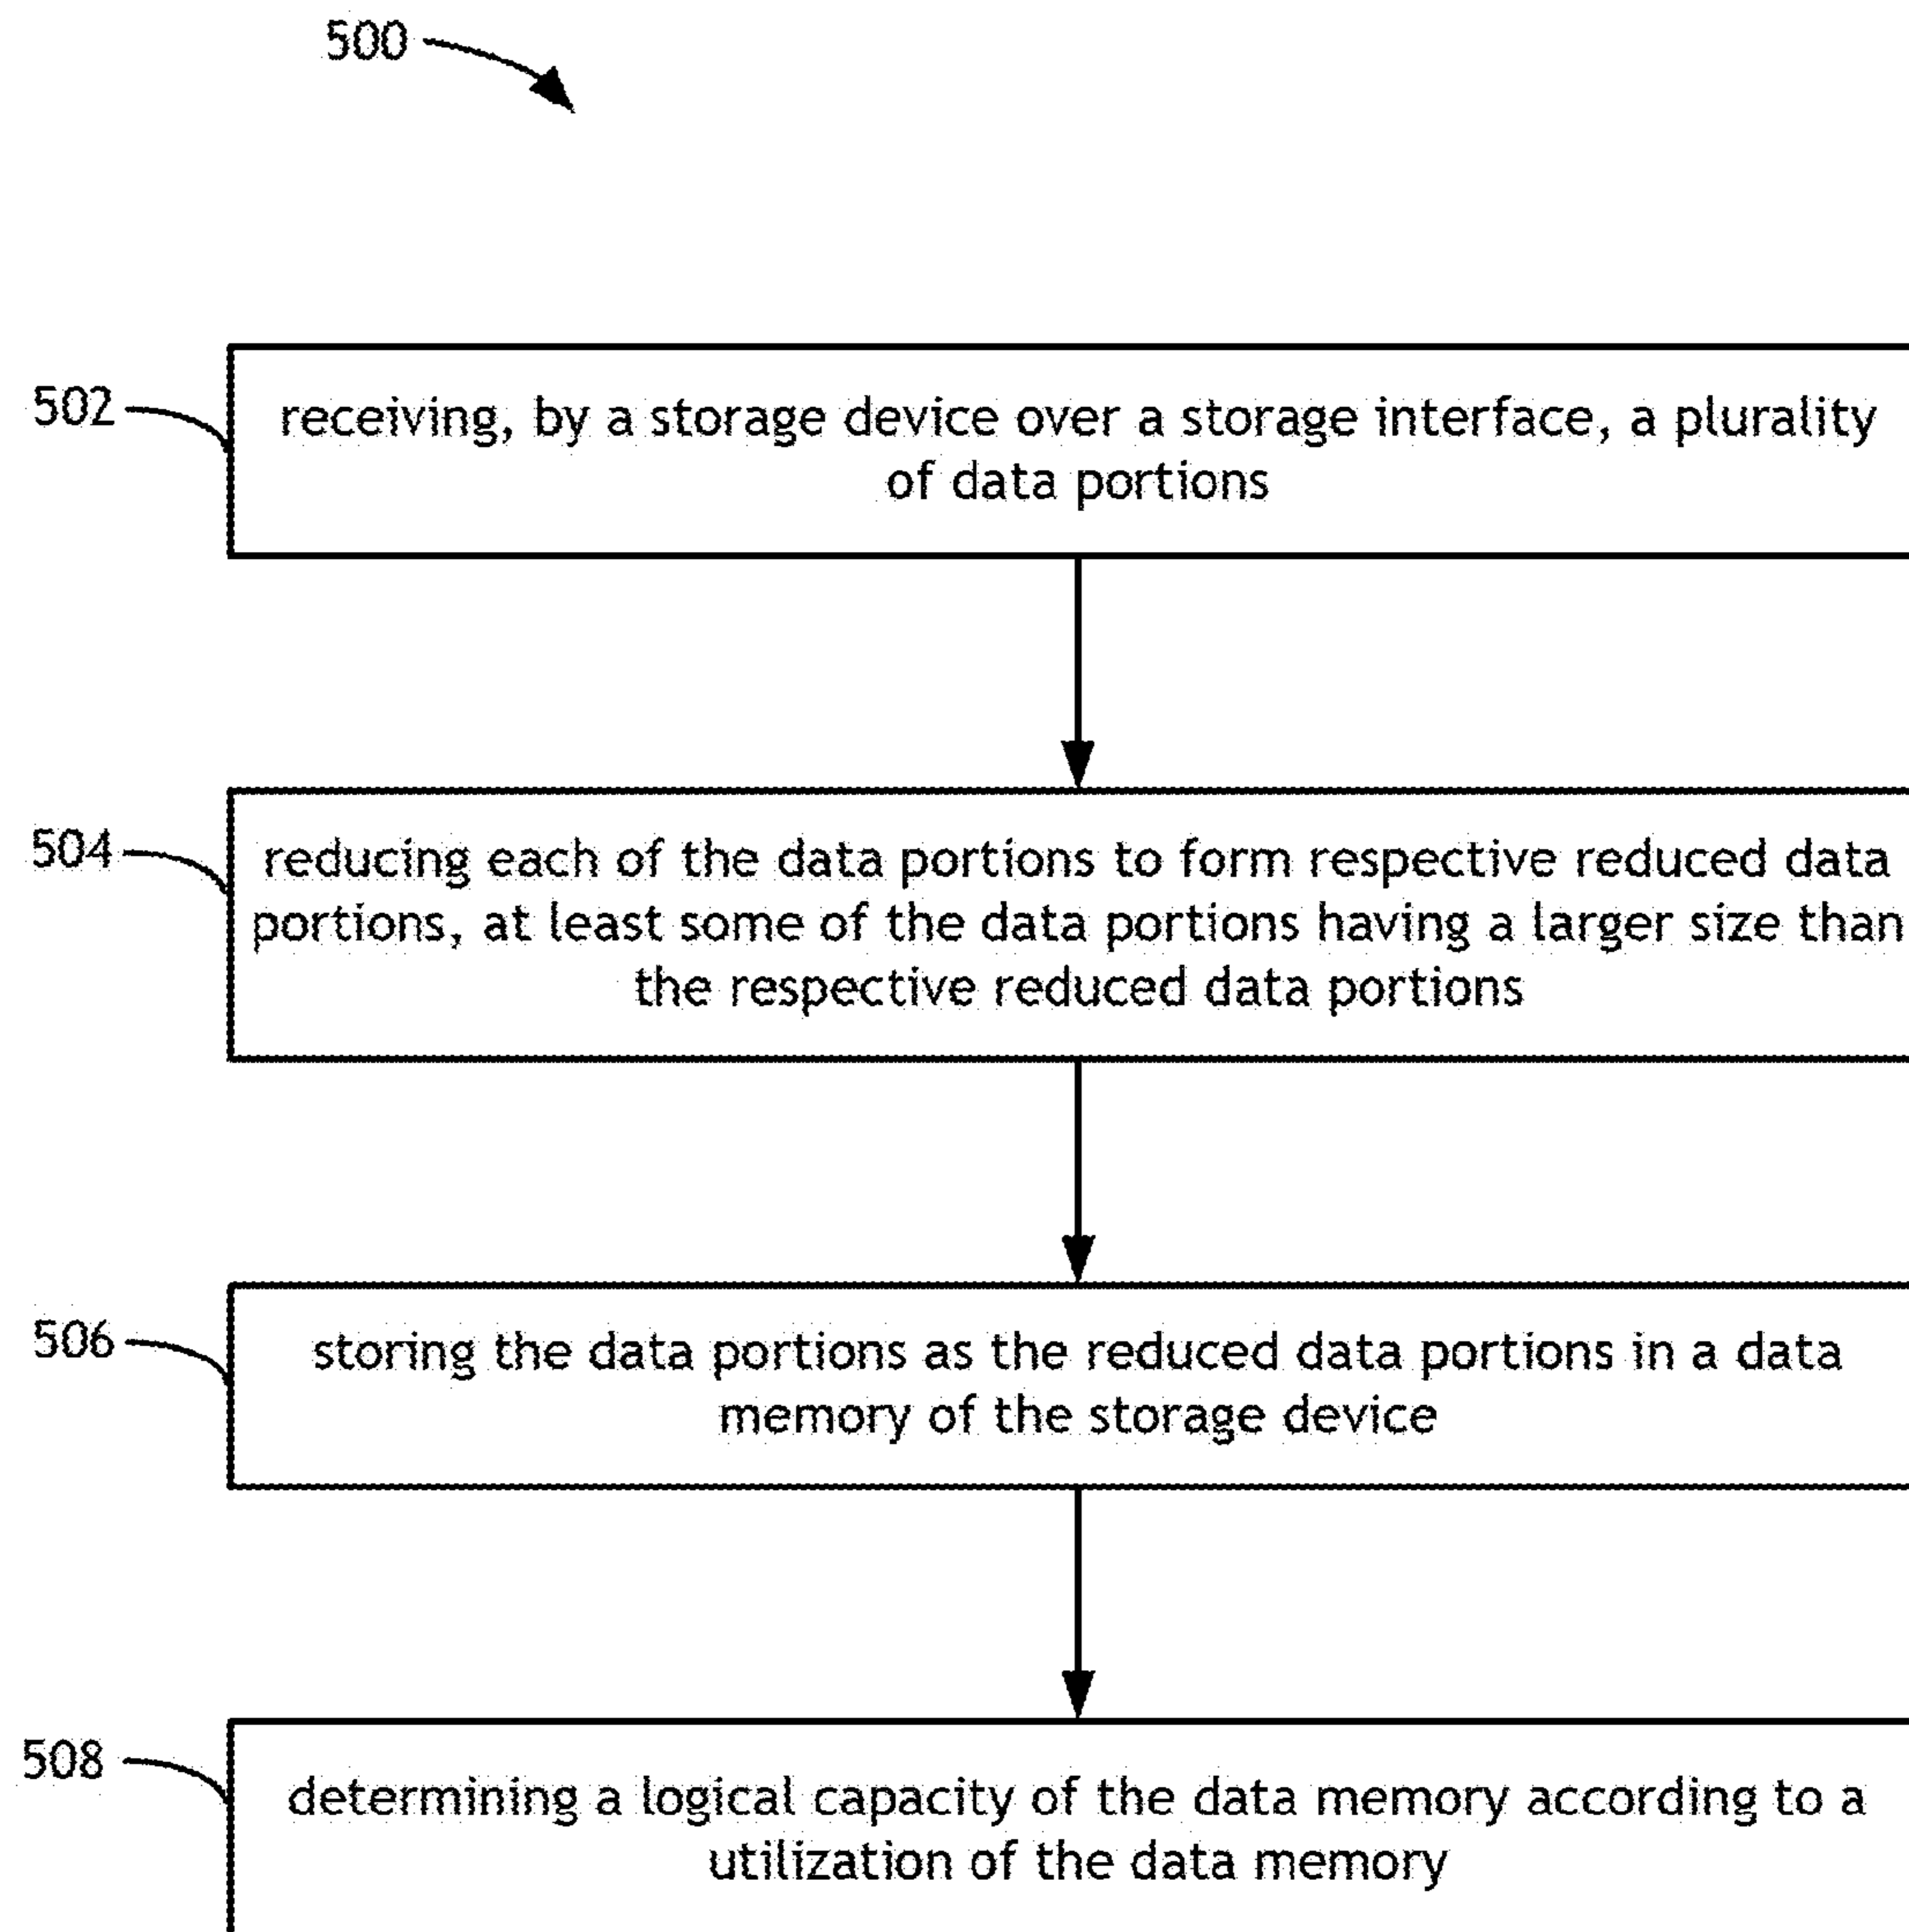 500
502
receiving, by a storage device over a storage interface, a plurality
of data portions
504
reducing each of the data portions to form respective reduced data
portions, at least some of the data portions having a larger size than
the respective reduced data portions
506
storing the data portions as the reduced data portions in a data
memory of the storage device
508
determining a logical capacity of the data memory according to a
utilization of the data memory